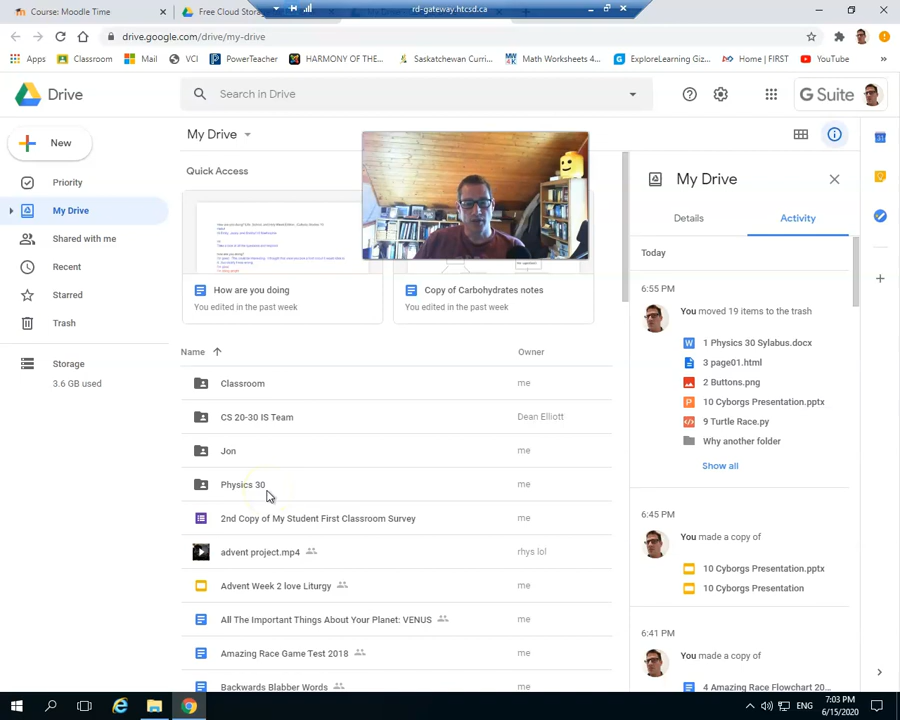 Course: Moodle Time
Free Cloud Stora
rd-gateway.htcsd.ca
drive.google.com/drive/my-drive
Apps
Classroom
Mail
VCI
PowerTeacher
HARMONY OF THE...
Saskatchewan Curri...
Math Worksheets 4...
ExploreLearning Giz...
Home | FIRST
YouTube
»
Drive
Search in Drive
G Suite
New
My Drive
My Drive
Priority
Quick Access
Details
Activity
My Drive
Shared with me
Today
Recent
6:55 PM
How are you doing
You edited in the past week
Copy of Carbohydrates notes
You edited in the past week
You moved 19 items to the trash
Starred
Trash
1 Physics 30 Sylabus.docx
Name
Owner
3 page01.html
Storage
3.6 GB used
Classroom
me
2 Buttons.png
10 Cyborgs Presentation.pptx
CS 20-30 IS Team
Dean Elliott
9 Turtle Race.py
Why another folder
Jon
me
Show all
Physics 30
me
6:45 PM
2nd Copy of My Student First Classroom Survey
me
You made a copy of
advent project.mp4
rhys lol
10 Cyborgs Presentation.pptx
Advent Week 2 love Liturgy
me
10 Cyborgs Presentation
All The Important Things About Your Planet: VENUS
me
6:41 PM
Amazing Race Game Test 2018
me
You made a copy of
Backwards Blabber Words
me
4 Amazing Race Flowchart 20...
ENG
7:03 PM
6/15/2020